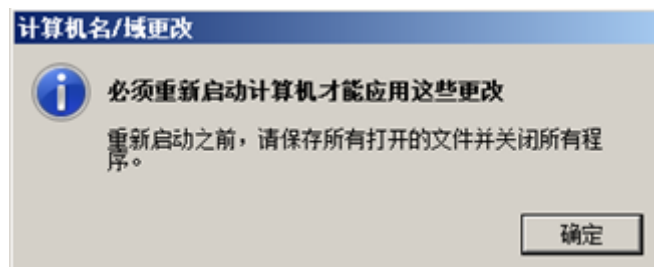 计算机名/域更改
必须重新启动计算机才能应用这些更改
重新启动之前，请保存所有打开的文件并关闭所有程
序。
确定